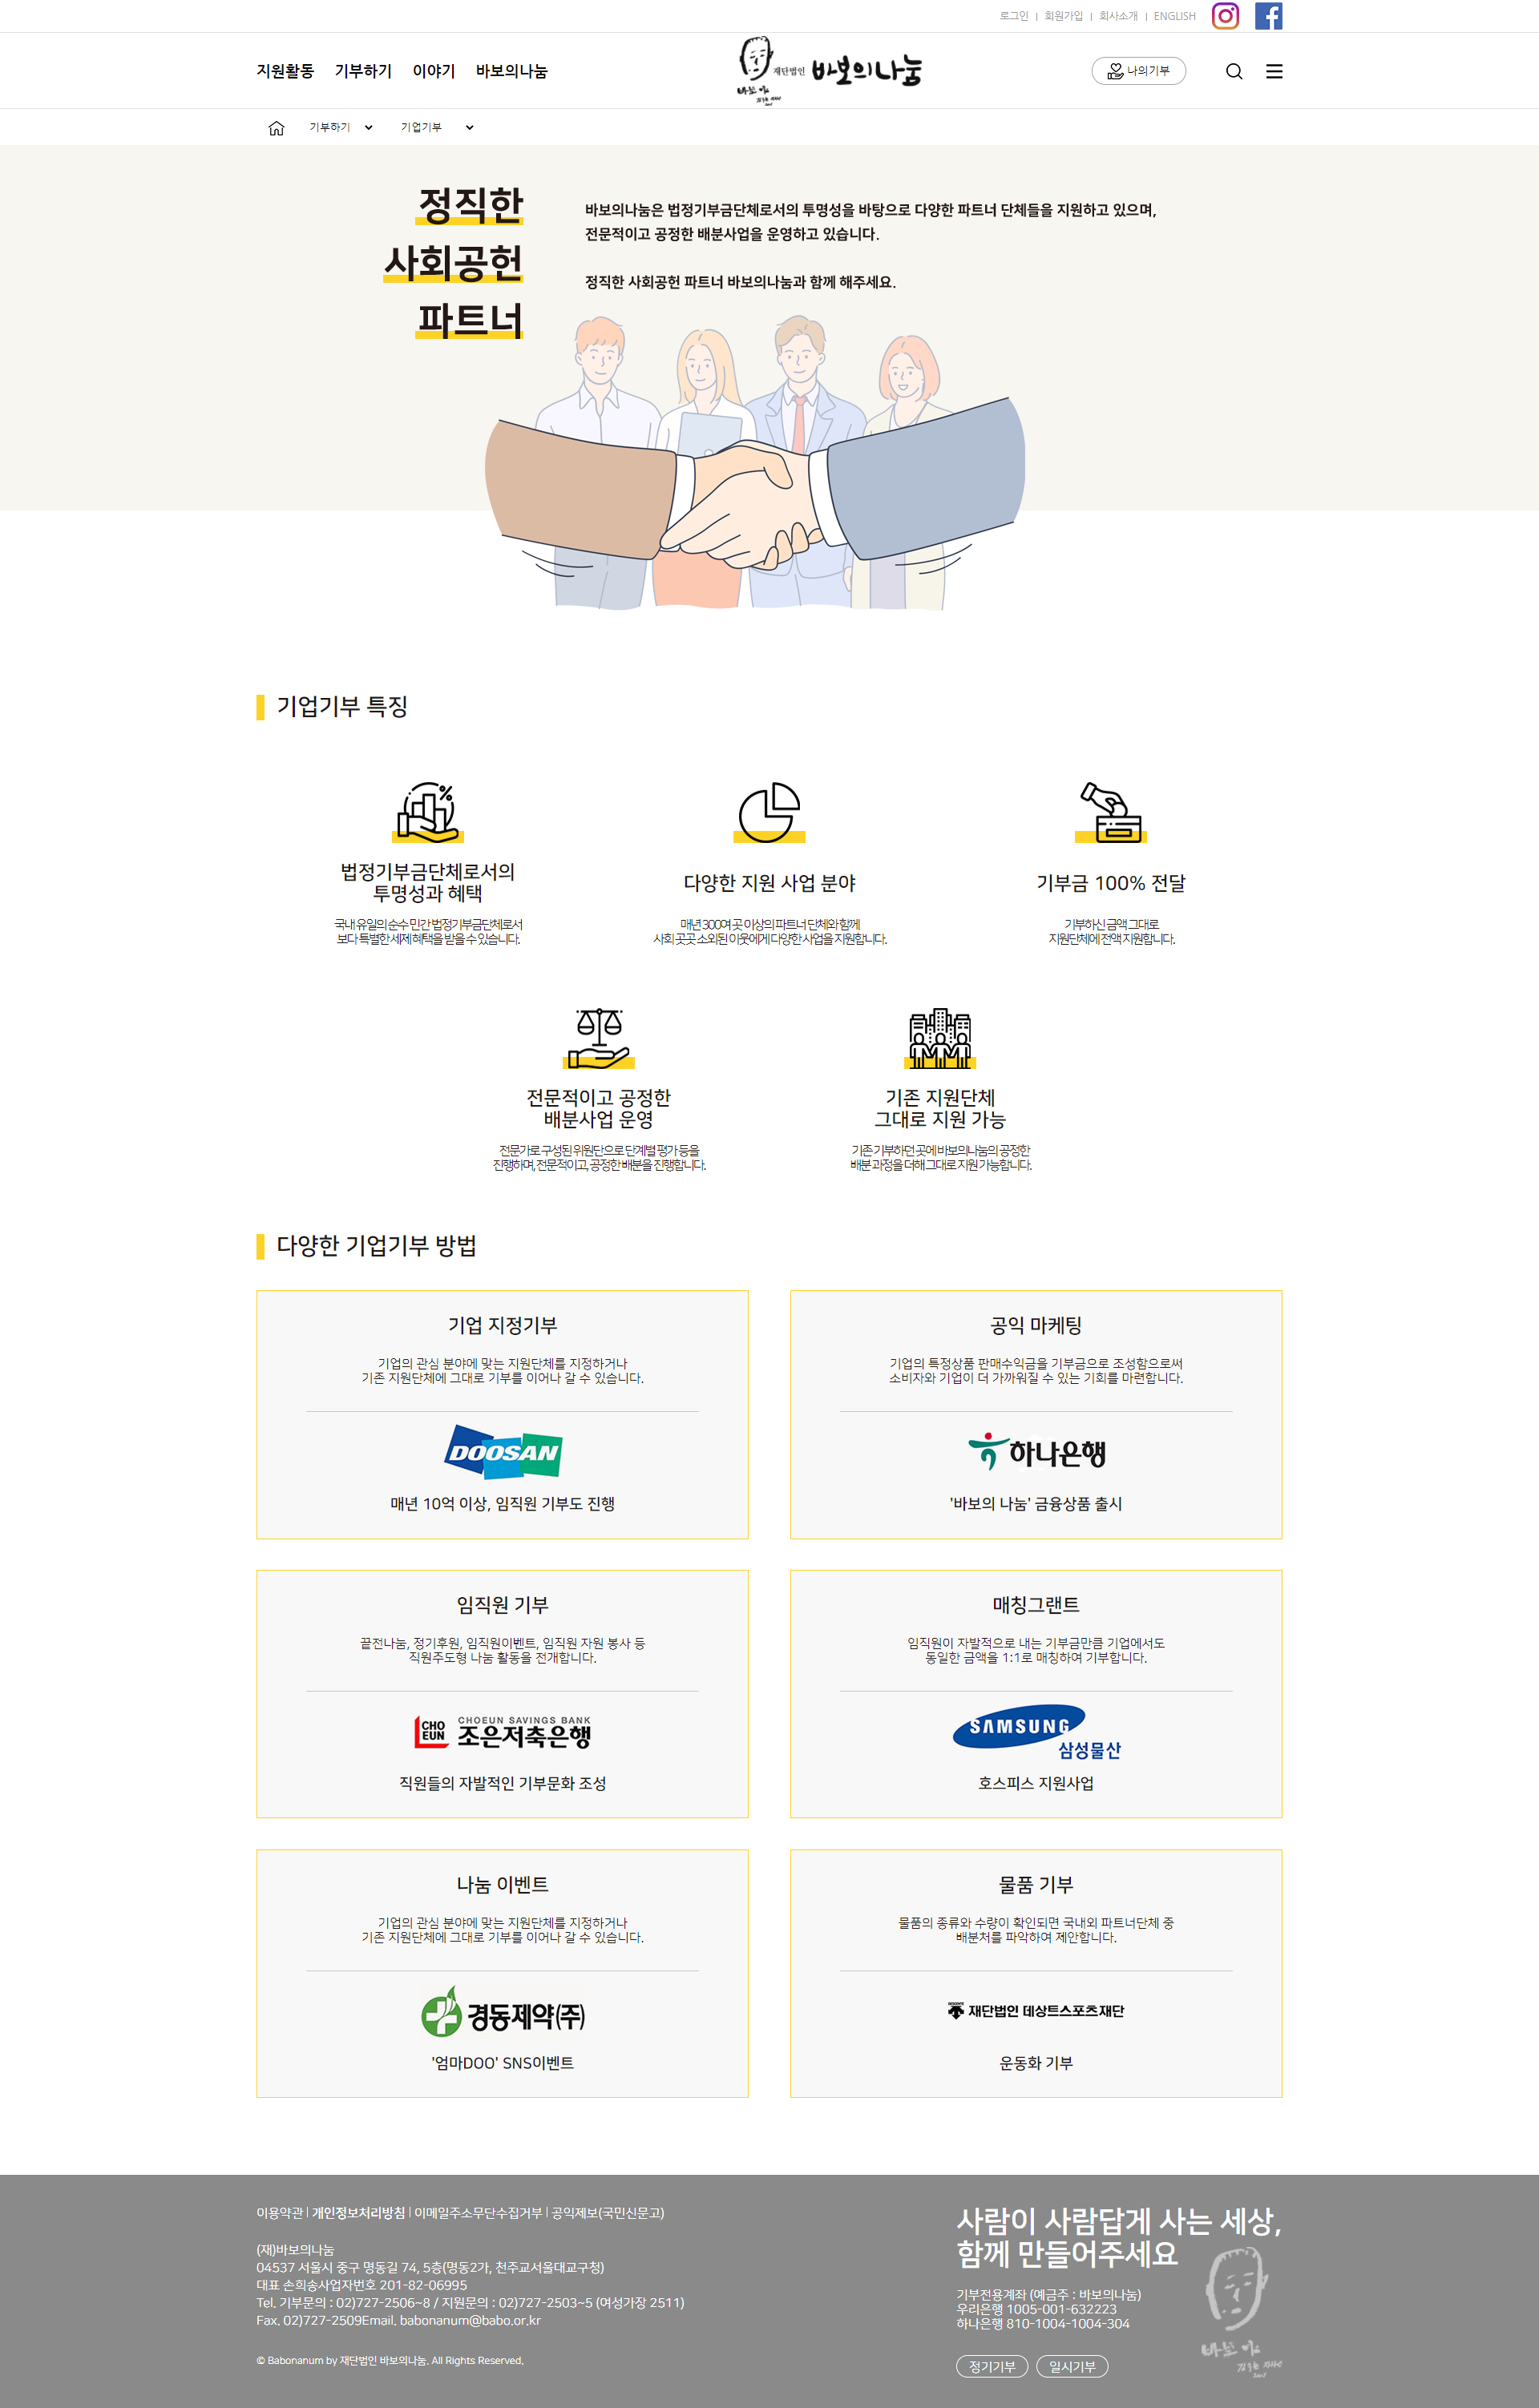 로그인 | 회원가입 | 회사소개 | ENGLISH
지원활동 기부하기 이야기 바보의나눔
재단법인 바보의나눔
바보야
나의기부
기부하기 기업기부
정직한
사회공헌
파트너
바보의나눔은 법정기부금단체로서의 투명성을 바탕으로 다양한 파트너 단체들을 지원하고 있으며,
전문적이고 공정한 배분사업을 운영하고 있습니다.
정직한 사회공헌 파트너 바보의나눔과 함께 해주세요.
기업기부 특징
법정기부금단체로서의
투명성과 혜택
국내 유일의 순수 민간 법정기부금단체로서
보다 특별한 세제 혜택을 받을 수 있습니다.
다양한 지원 사업 분야
매년 300여 곳 이상의 파트너 단체와 함께
사회 곳곳 소외된 이웃에게 다양한 사업을 지원합니다.
기부금 100% 전달
기부하신 금액 그대로
지원단체에 전액 지원합니다.
전문적이고 공정한
배분사업 운영
전문가로 구성된 위원단으로 단계별 평가 등을
진행하며, 전문적이고, 공정한 배분을 진행합니다.
기존 지원단체
그대로 지원 가능
기존 기부하던 곳에 바보의나눔의 공정한
배분 과정을 더해 그대로 지원 가능합니다.
다양한 기업기부 방법
기업 지정기부
기업의 관심 분야에 맞는 지원단체를 지정하거나
기존 지원단체에 그대로 기부를 이어나 갈 수 있습니다.
DOOSAN
매년 10억 이상, 임직원 기부도 진행
공익 마케팅
기업의 특정상품 판매수익금을 기부금으로 조성함으로써
소비자와 기업이 더 가까워질 수 있는 기회를 마련합니다.
하나은행
'바보의 나눔' 금융상품 출시
임직원 기부
끝전나눔, 정기후원, 임직원이벤트, 임직원 자원 봉사 등
직원주도형 나눔 활동을 전개합니다.
CHO EUN
CHOEUN SAVINGS BANK
조은저축은행
직원들의 자발적인 기부문화 조성
매칭그랜트
임직원이 자발적으로 내는 기부금만큼 기업에서도
동일한 금액을 1:1로 매칭하여 기부합니다.
SAMSUNG
삼성물산
호스피스 지원사업
나눔 이벤트
기업의 관심 분야에 맞는 지원단체를 지정하거나
기존 지원단체에 그대로 기부를 이어나 갈 수 있습니다.
경동제약(주)
'엄마DOO' SNS이벤트
물품 기부
물품의 종류와 수량이 확인되면 국내외 파트너단체 중
배분처를 파악하여 제안합니다.
재단법인 데상트스포츠재단
운동화 기부
이용약관 | 개인정보처리방침 | 이메일주소무단수집거부 | 공익제보(국민신문고)
(재)바보의나눔
04537 서울시 중구 명동길 74, 5층(명동2가, 천주교서울대교구청)
대표 손희송사업자번호 201-82-06995
Tel. 기부문의 : 02)727-2506~8 / 지원문의 : 02)727-2503~5 (여성가장 2511)
Fax. 02)727-2509Email. babonanum@babo.or.kr
© Babonanum by 재단법인 바보의나눔. All Rights Reserved.
사람이 사람답게 사는 세상,
함께 만들어주세요
기부전용계좌 (예금주 : 바보의나눔)
우리은행 1005-001-632223
하나은행 810-1004-1004-304
정기기부 일시기부
바보야